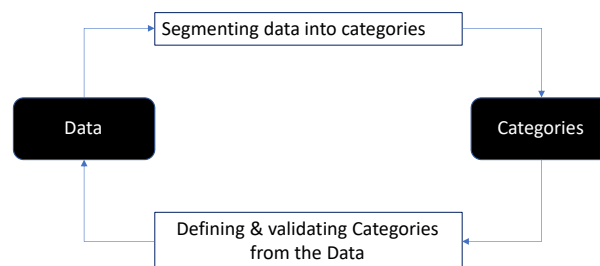 Segmenting data into categories
Data
Categories
Defining & validating Categories
from the Data